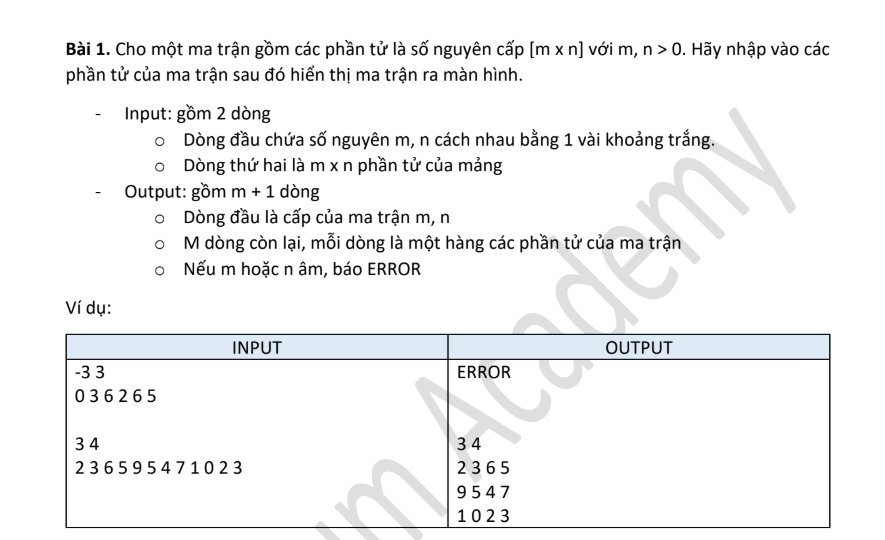 Bài 1. Cho một ma trận gồm các phần tử là số nguyên cấp [m x n] với m, n > 0. Hãy nhập vào các
phần tử của ma trận sau đó hiển thị ma trận ra màn hình.
- Input: gồm 2 dòng
o Dòng đầu chứa số nguyên m, n cách nhau bằng 1 vài khoảng trắng.
o Dòng thứ hai là m x n phần tử của mảng
- Output: gồm m + 1 dòng
o Dòng đầu là cấp của ma trận m, n
o M dòng còn lại, mỗi dòng là một hàng các phần tử của ma trận
o Nếu m hoặc n âm, báo ERROR
Ví dụ:
INPUT OUTPUT
-3 3 ERROR
0 3 6 2 6 5
3 4 3 4
2 3 6 5 9 5 4 7 1 0 2 3 2 3 6 5
9 5 4 7
1 0 2 3
Academy